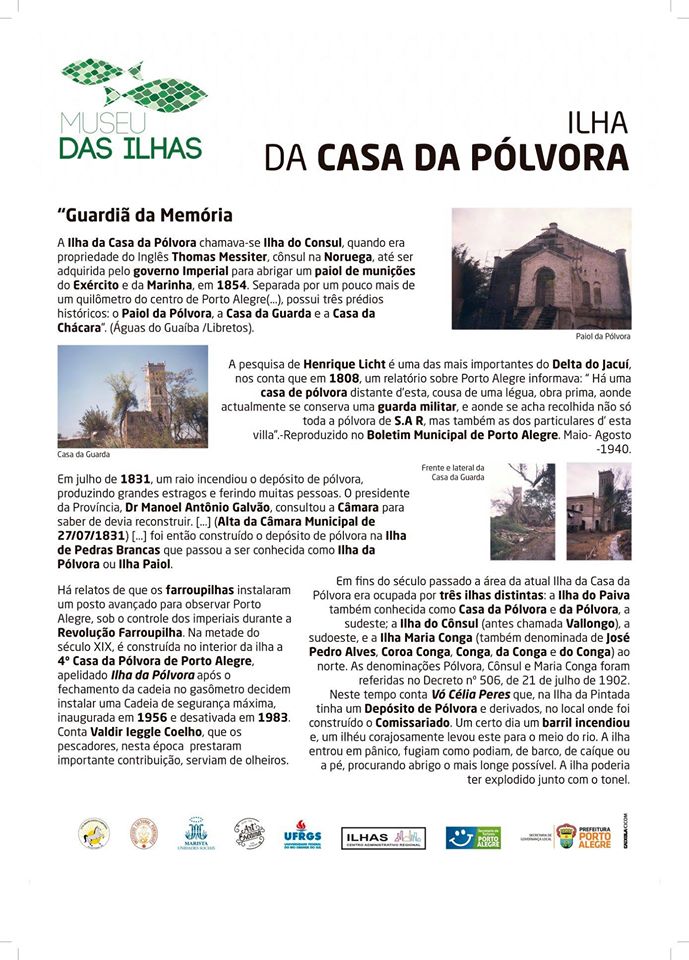 MUSEU
DAS ILHAS
ILHA
DA CASA DA PÓLVORA
“Guardiã da Memória
A Ilha da Casa da Pólvora chamava-se Ilha do Consul, quando era
propriedade do Inglês Thomas Messiter, cônsul na Noruega, até ser
adquirida pelo governo Imperial para abrigar um paiol de munições
do Exército e da Marinha, em 1854. Separada por um pouco mais de
um quilômetro do centro de Porto Alegre(...), possui três prédios
históricos: o Paiol da Pólvora, a Casa da Guarda e a Casa da
Chácara”. (Águas do Guaíba /Libretos).
Paiol da Pólvora
Casa da Guarda
A pesquisa de Henrique Licht é uma das mais importantes do Delta do Jacuí,
nos conta que em 1808, um relatório sobre Porto Alegre informava: “ Há uma
casa de pólvora distante d’esta, cousa de uma légua, obra prima, aonde
actualmente se conserva uma guarda militar, e aonde se acha recolhida não só
toda a pólvora de S.A R, mas também as dos particulares d’ esta
villa”.-Reproduzido no Boletim Municipal de Porto Alegre. Maio- Agosto
-1940.
Frente e lateral da
Casa da Guarda
Em julho de 1831, um raio incendiou o depósito de pólvora,
produzindo grandes estragos e ferindo muitas pessoas. O presidente
da Província, Dr Manoel Antônio Galvão, consultou a Câmara para
saber de devia reconstruir. [...] (Alta da Câmara Municipal de
27/07/1831) [...] foi então construído o depósito de pólvora na Ilha
de Pedras Brancas que passou a ser conhecida como Ilha da
Pólvora ou Ilha Paiol.
Há relatos de que os farroupilhas instalaram
um posto avançado para observar Porto
Alegre, sob o controle dos imperiais durante a
Revolução Farroupilha. Na metade do
século XIX, é construída no interior da ilha a
4º Casa da Pólvora de Porto Alegre,
apelidado Ilha da Pólvora após o
fechamento da cadeia no gasômetro decidem
instalar uma Cadeia de segurança máxima,
inaugurada em 1956 e desativada em 1983.
Conta Valdir Ieggle Coelho, que os
pescadores, nesta época prestaram
importante contribuição, serviam de olheiros.
Em fins do século passado a área da atual Ilha da Casa da
Pólvora era ocupada por três ilhas distintas: a Ilha do Paiva
também conhecida como Casa da Pólvora e da Pólvora, a
sudeste; a Ilha do Cônsul (antes chamada Vallongo), a
sudoeste, e a Ilha Maria Conga (também denominada de José
Pedro Alves, Coroa Conga, Conga, da Conga e do Conga) ao
norte. As denominações Pólvora, Cônsul e Maria Conga foram
referidas no Decreto nº 506, de 21 de julho de 1902.
Neste tempo conta Vó Célia Peres que, na Ilha da Pintada
tinha um Depósito de Pólvora e derivados, no local onde foi
construído o Comissariado. Um certo dia um barril incendiou
e, um ilhéu corajosamente levou este para o meio do rio. A ilha
entrou em pânico, fugiam como podiam, de barco, de caíque ou
a pé, procurando abrigo o mais longe possível. A ilha poderia
ter explodido junto com o tonel.
MARISTA
UNIDADES SOCIAIS
UFRGS
UNIVERSIDADE FEDERAL
DO RIO GRANDE DO SUL
ILHAS
CENTRO ADMINISTRATIVO REGIONAL
PORTO
ALEGRE
SECRETARIA DE
GOVERNANÇA LOCAL
PREFEITURA
PORTO
ALEGRE